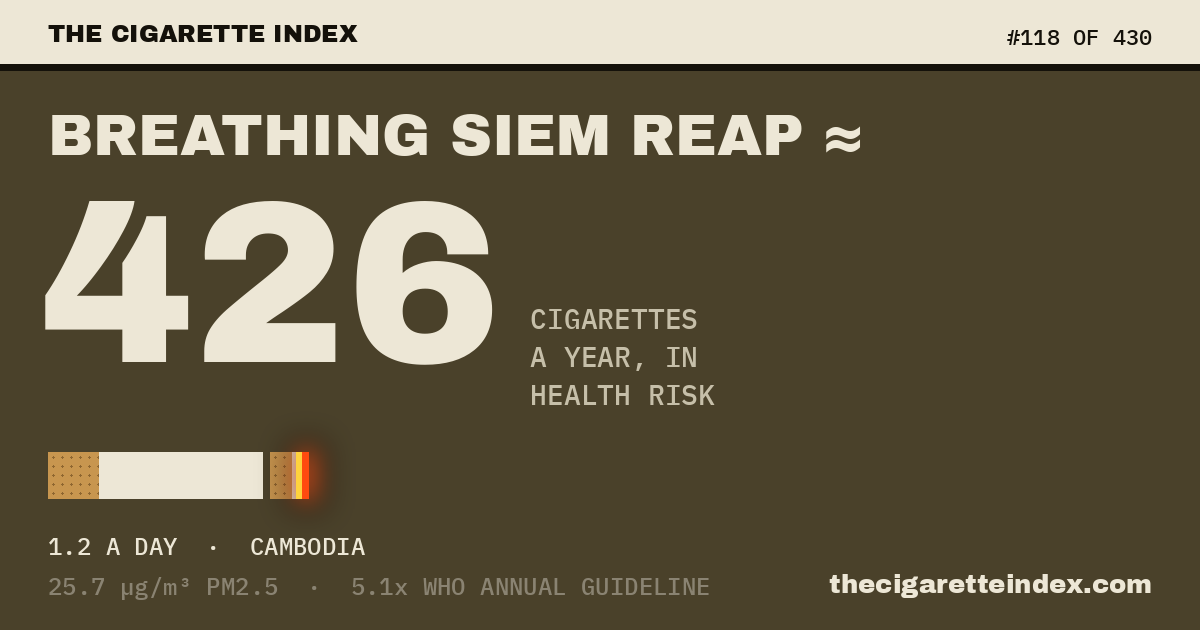 THE CIGARETTE INDEX
#118 OF 430
BREATHING SIEM REAP ≈
426
CIGARETTES
A YEAR, IN
HEALTH RISK
1.2 A DAY · CAMBODIA
25.7 µg/m³ PM2.5 · 5.1x WHO ANNUAL GUIDELINE
thecigaretteindex.com